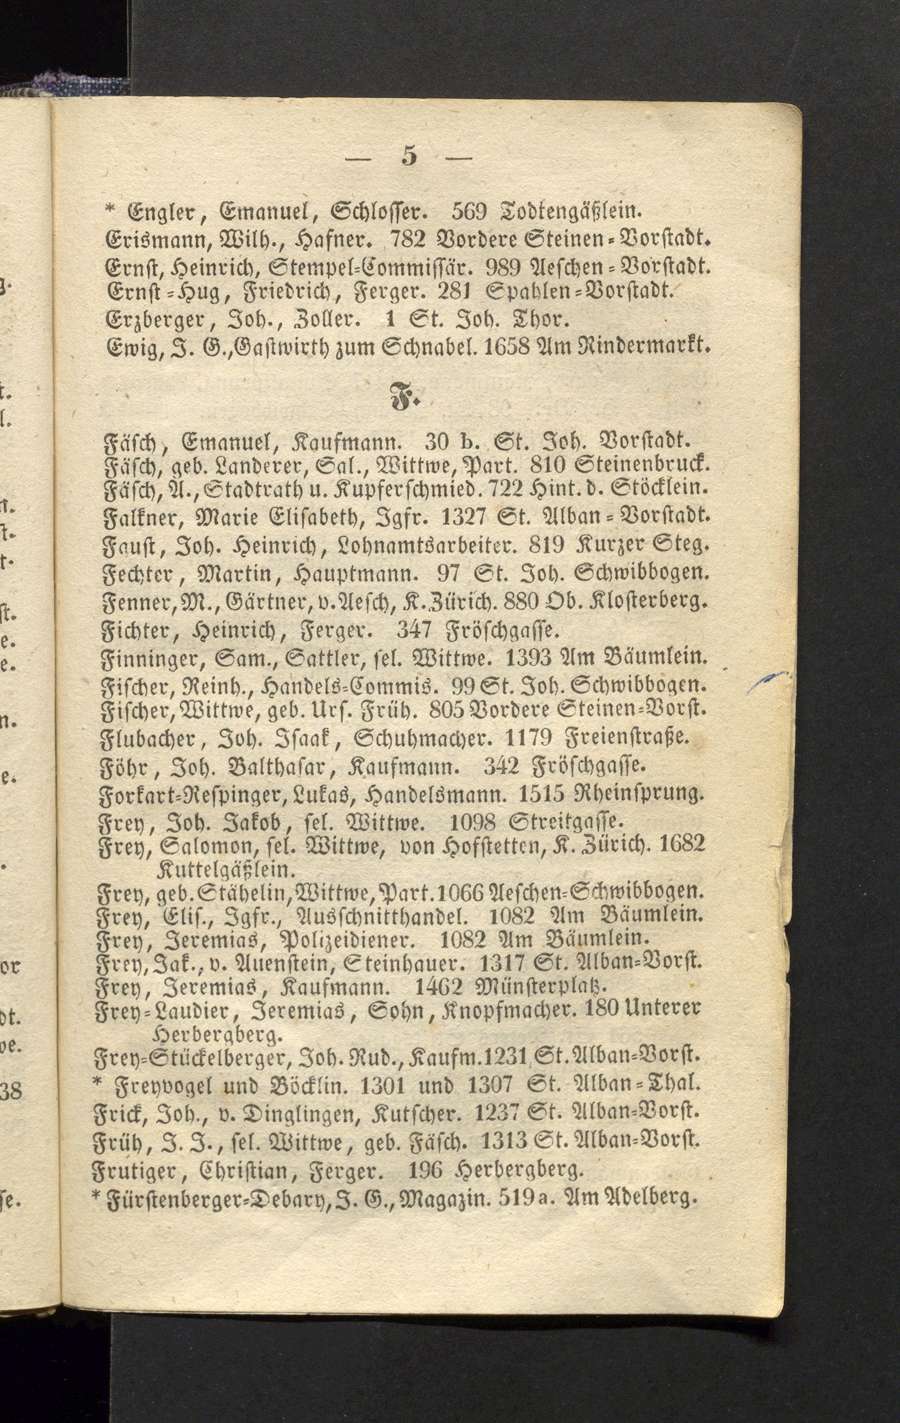 — 5 —
* Engler, Emanuel, Schlosser. 569 Todtengäßlein.
Erismann, Wilh., Hafner. 782 Vordere Steinen-Vorstadt.
Ernst, Heinrich, Stempel-Commissär. 989 Aeschen-Vorstadt.
Ernst-Hug, Friedrich, Ferger. 281 Spahlen-Vorstadt.
Erzberger, Joh., Zoller. 1 St. Joh. Thor.
Ewig, J. G., Gastwirth zum Schnabel. 1658 Am Rindermarkt.
F.
Fäsch, Emanuel, Kaufmann. 30 b. St. Joh. Vorstadt.
Fäsch, geb. Landerer, Sal., Wittwe, Part. 810 Steinenbruck.
Fäsch, A., Stadtrath u. Kupferschmied. 722 Hint. d. Stöcklein.
Falkner, Marie Elisabeth, Igfr. 1327 St. Alban-Vorstadt.
Faust, Joh. Heinrich, Lohnamtsarbeiter. 819 Kurzer Steg.
Fechter, Martin, Hauptmann. 97 St. Joh. Schwibbogen.
Fenner, M., Gärtner, v. Aesch, K. Zürich. 880 Ob. Klosterberg.
Fichter, Heinrich, Ferger. 347 Fröschgasse.
Finninger, Sam., Sattler, sel. Wittwe. 1393 Am Bäumlein.
Fischer, Reinh., Handels-Commis. 99 St. Joh. Schwibbogen.
Fischer, Wittwe, geb. Urs. Früh. 805 Vordere Steinen-Vorst.
Flubacher, Joh. Isaak, Schuhmacher. 1179 Freienstraße.
Föhr, Joh. Balthasar, Kaufmann. 342 Fröschgasse.
Forkart-Respinger, Lukas, Handelsmann. 1515 Rheinsprung.
Frey, Joh. Jakob, sel. Wittwe. 1098 Streitgasse.
Frey, Salomon, sel. Wittwe, von Hofstetten, K. Zürich. 1682
Kuttelgäßlein.
Frey, geb. Stähelin, Wittwe, Part. 1066 Aeschen-Schwibbogen.
Frey, Elis., Igfr., Ausschnitthandel. 1082 Am Bäumlein.
Frey, Jeremias, Polizeidiener. 1082 Am Bäumlein.
Frey, Jak., v. Auenstein, Steinhauer. 1317 St. Alban-Vorst.
Frey, Jeremias, Kaufmann. 1462 Münsterplatz.
Frey-Laudier, Jeremias, Sohn, Knopfmacher. 180 Unterer
Herbergberg.
Frey-Stückelberger, Joh. Rud., Kaufm. 1231 St. Alban-Vorst.
* Freyvogel und Böcklin. 1301 und 1307 St. Alban-Thal.
Frick, Joh., v. Dinglingen, Kutscher. 1237 St. Alban-Vorst.
Früh, J. J., sel. Wittwe, geb. Fäsch. 1313 St. Alban-Vorst.
Frutiger, Christian, Ferger. 196 Herbergberg.
* Fürstenberger-Debary, J. G., Magazin. 519a. Am Adelberg.